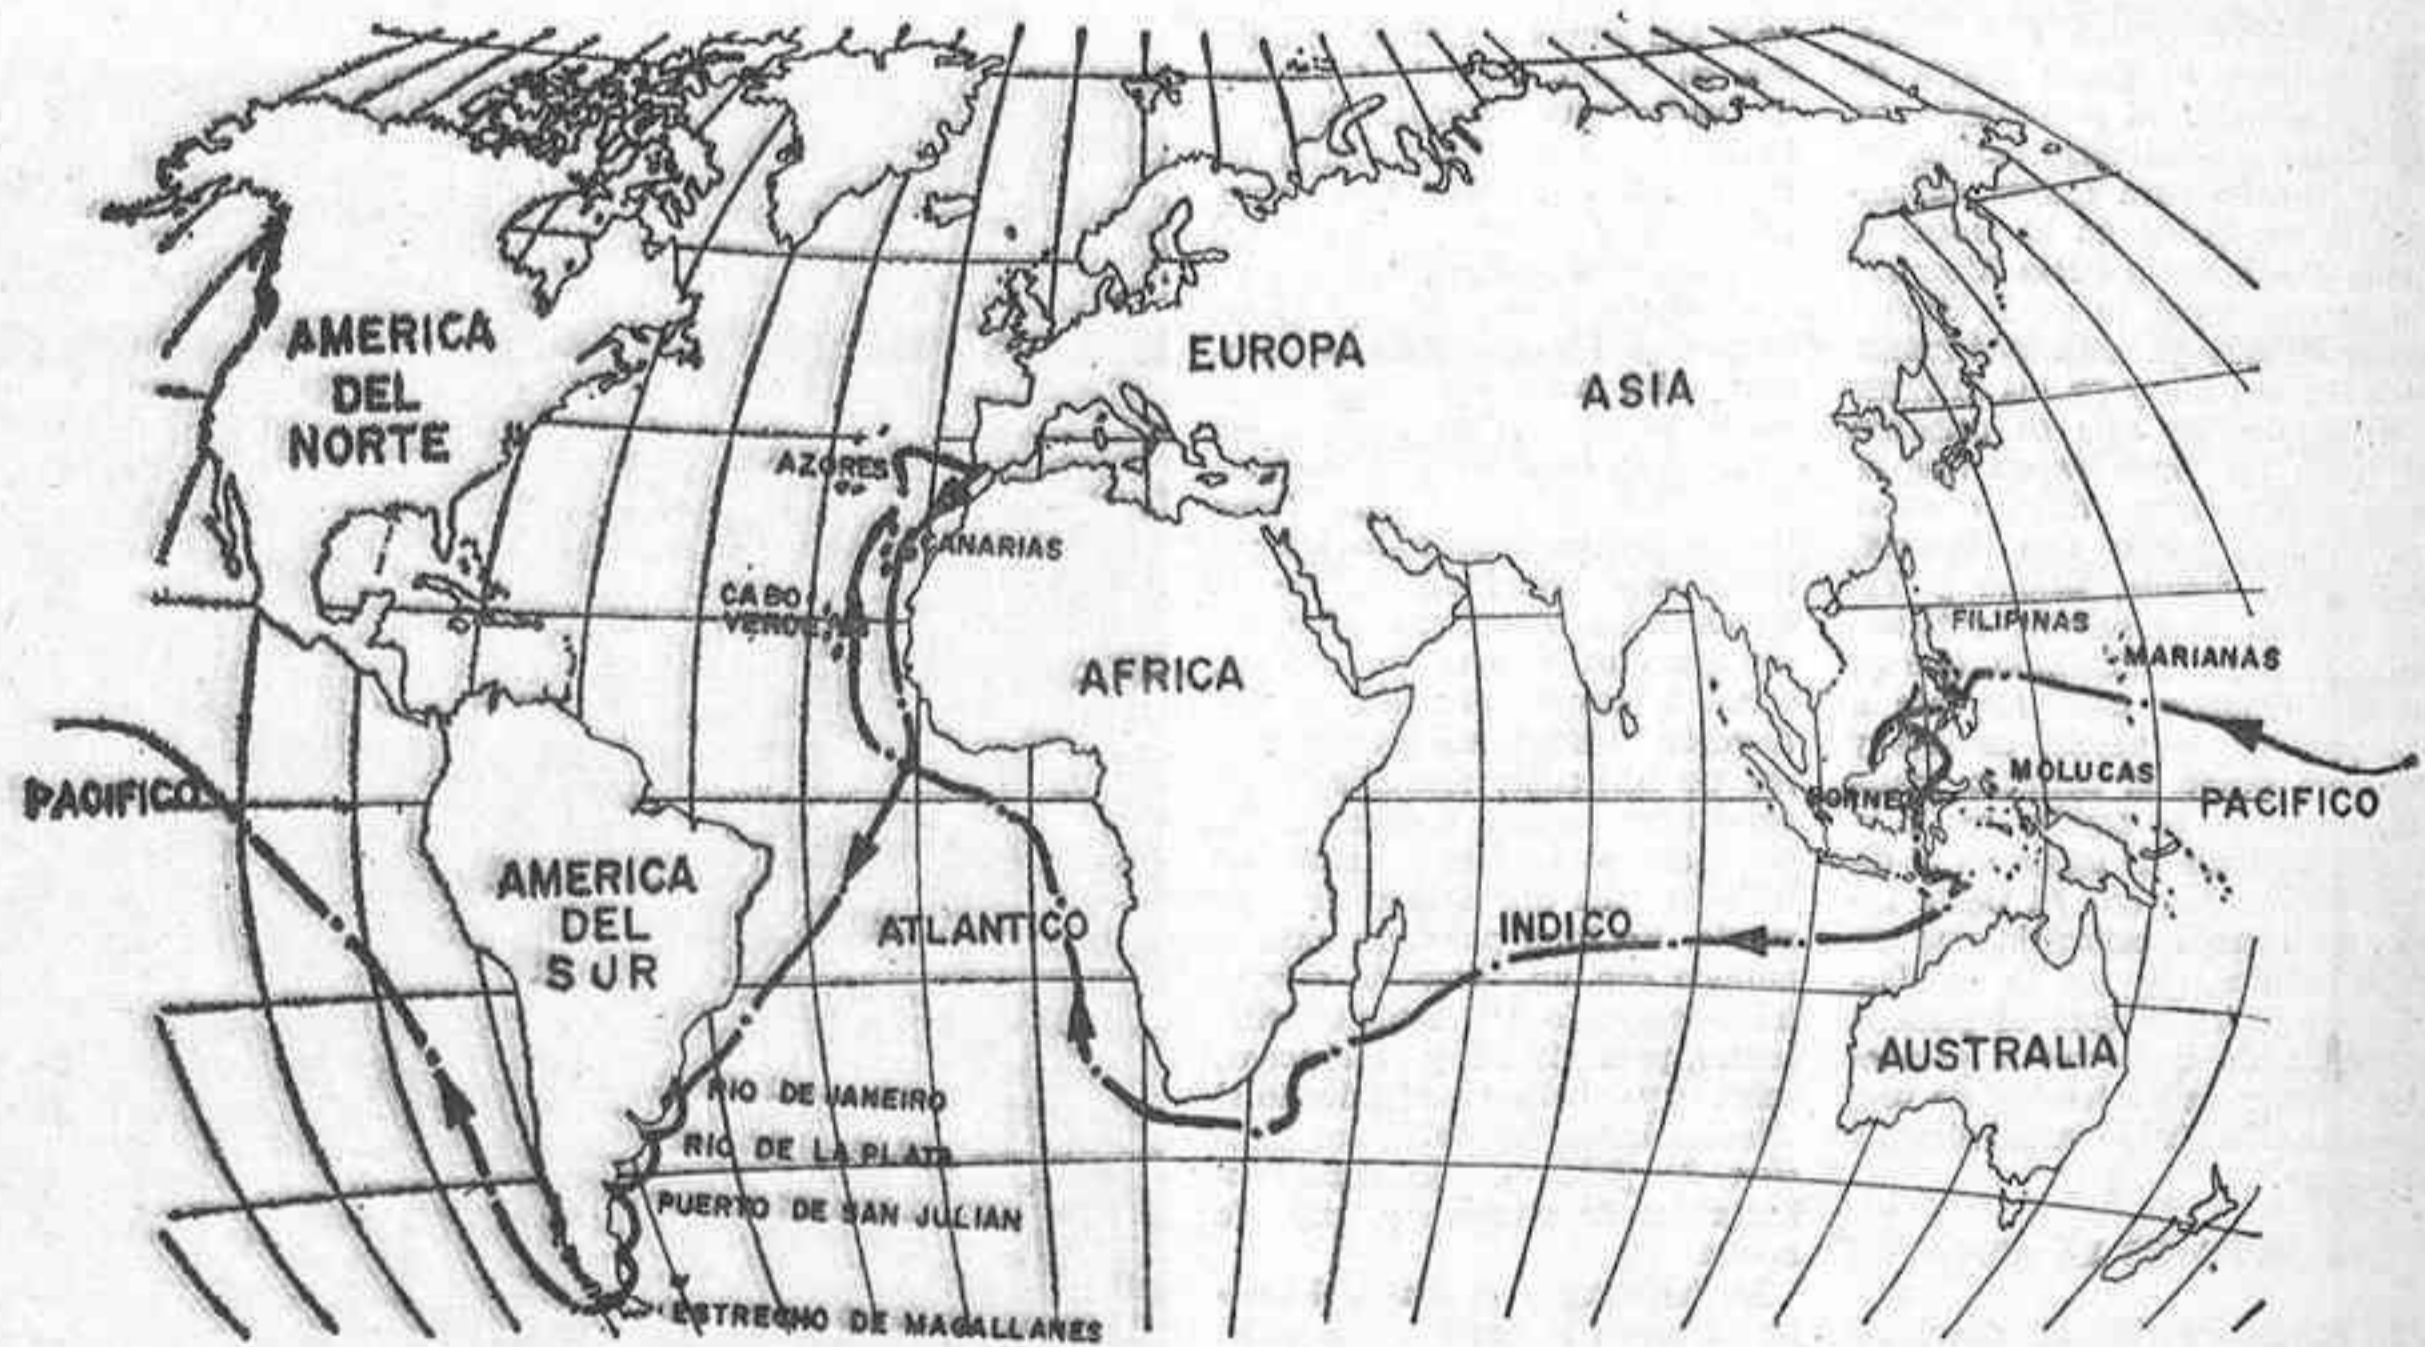 AMERICA
DEL
NORTE
EUROPA
ASIA
AZORES
CANARIAS
CABO
VERDE
AFRICA
FILIPINAS
MARIANAS
PACIFICO
MOLUCAS
BORNEO
PACIFICO
AMERICA
DEL
SUR
ATLANTICO
INDICO
AUSTRALIA
RIO DE JANEIRO
RIO DE LA PLATA
PUERTO DE SAN JULIAN
ESTRECHO DE MAGALLANES